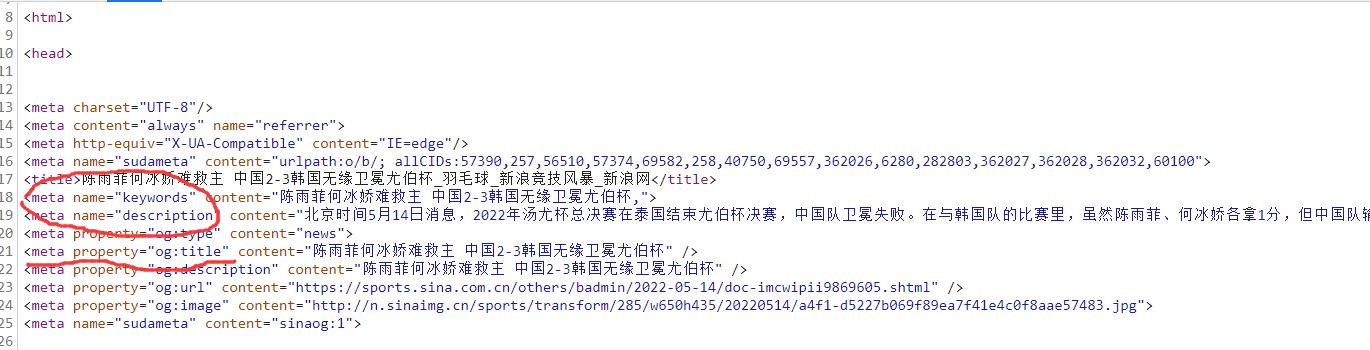 8 <html>
9
10 <head>
11
12
13 <meta charset="UTF-8"/>
14 <meta content="always" name="referrer">
15 <meta http-equiv="X-UA-Compatible" content="IE=edge"/>
16 <meta name="sudameta" content="urlpath:o/b/; allCIDs:57390,257,56510,57374,69582,258,40750,69557,362026,6280,282803,362027,362028,362032,60100">
17 <title>陈雨菲何冰娇难救主 中国2-3韩国无缘卫冕尤伯杯_羽毛球_新浪竞技风暴_新浪网</title>
18 <meta name="keywords" content="陈雨菲何冰娇难救主 中国2-3韩国无缘卫冕尤伯杯,">
19 <meta name="description" content="北京时间5月14日消息，2022年汤尤杯总决赛在泰国结束尤伯杯决赛，中国队卫冕失败。在与韩国队的比赛里，虽然陈雨菲、何冰娇各拿1分，但中国队输
20 <meta property="og:type" content="news">
21 <meta property="og:title" content="陈雨菲何冰娇难救主 中国2-3韩国无缘卫冕尤伯杯" />
22 <meta property="og:description" content="陈雨菲何冰娇难救主 中国2-3韩国无缘卫冕尤伯杯" />
23 <meta property="og:url" content="https://sports.sina.com.cn/others/badmin/2022-05-14/doc-imcwipii9869605.shtml" />
24 <meta property="og:image" content="http://n.sinaimg.cn/sports/transform/285/w650h435/20220514/a4f1-d5227b069f89ea7f41e4c0f8aae57483.jpg">
25 <meta name="sudameta" content="sinaog:1">
26